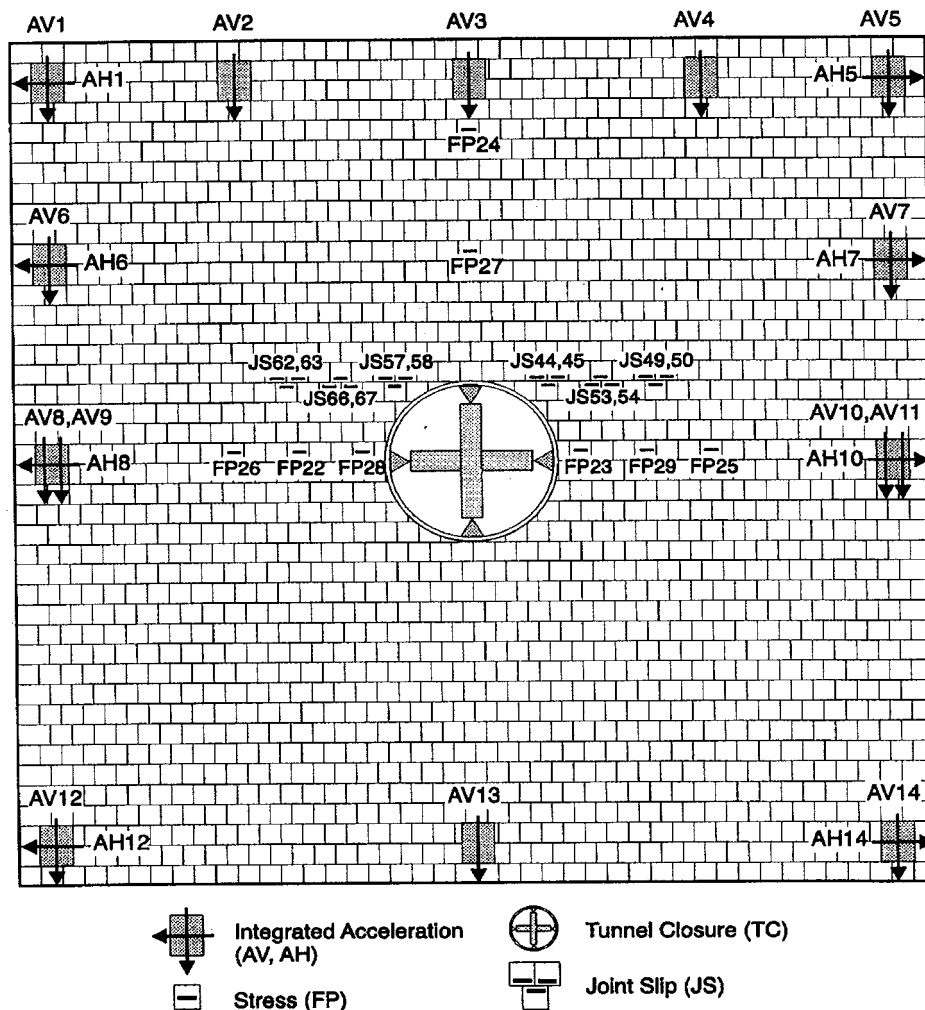 AV1 AV2 AV3 AV4 AV5
AH1 AH5
FP24
AV6 AV7
AH6 FP27 AH7
JS62,63 JS57,58 JS44,45 JS49,50
JS66,67 JS53,54
AV8,AV9 AV10,AV11
AH8 FP26 FP22 FP28 FP23 FP29 FP25 AH10
AV12 AV13 AV14
AH12 AH14
Integrated Acceleration
(AV, AH)
Tunnel Closure (TC)
Stress (FP)
Joint Slip (JS)